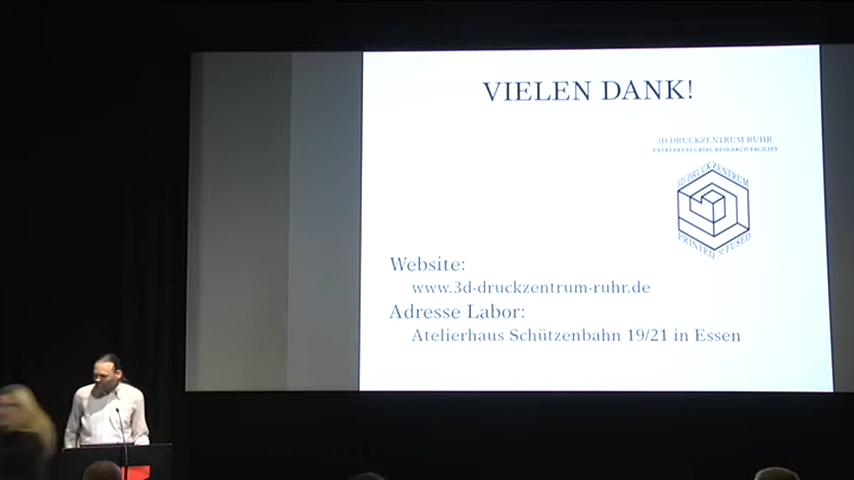 VIELEN DANK!
3D DRUCKZENTRUM RUHR
ENTREPRENEURIAL RESEARCH FACILITY
3D DRUCKZENTRUM
PRINTED 'N' FUSED
Website:
www.3d-druckzentrum-ruhr.de
Adresse Labor:
Atelierhaus Schützenbahn 19/21 in Essen